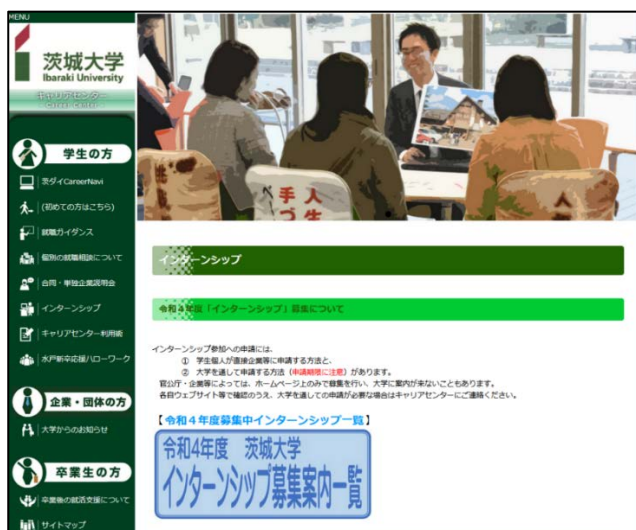 MENU
茨城大学
Ibaraki University
キャリアセンター
Career Center
学生の方
茨ダイCareerNavi
(初めての方はこちら)
就職ガイダンス
個別の就職相談について
合同・単独企業説明会
インターンシップ
キャリアセンター利用術
水戸新卒応援ハローワーク
企業・団体の方
大学からのお知らせ
卒業生の方
卒業後の就活支援について
サイトマップ
人生
手づ
インターンシップ
令和4年度「インターンシップ」募集について
インターンシップ参加への申請には、
① 学生個人が直接企業等に申請する方法と、
② 大学を通して申請する方法（申請期限に注意）があります。
官公庁・企業等によっては、ホームページ上のみで募集を行い、大学に案内が来ないこともあります。
各自ウェブサイト等で確認のうえ、大学を通しての申請が必要な場合はキャリアセンターにご連絡ください。
【令和4年度募集中インターンシップ一覧】
令和4年度 茨城大学
インターンシップ募集案内一覧